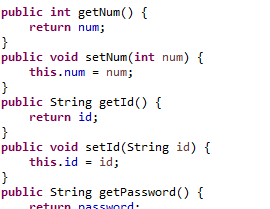 public int getNum() {
    return num;
}
public void setNum(int num) {
    this.num = num;
}
public String getId() {
    return id;
}
public void setId(String id) {
    this.id = id;
}
public String getPassword() {
    return password;